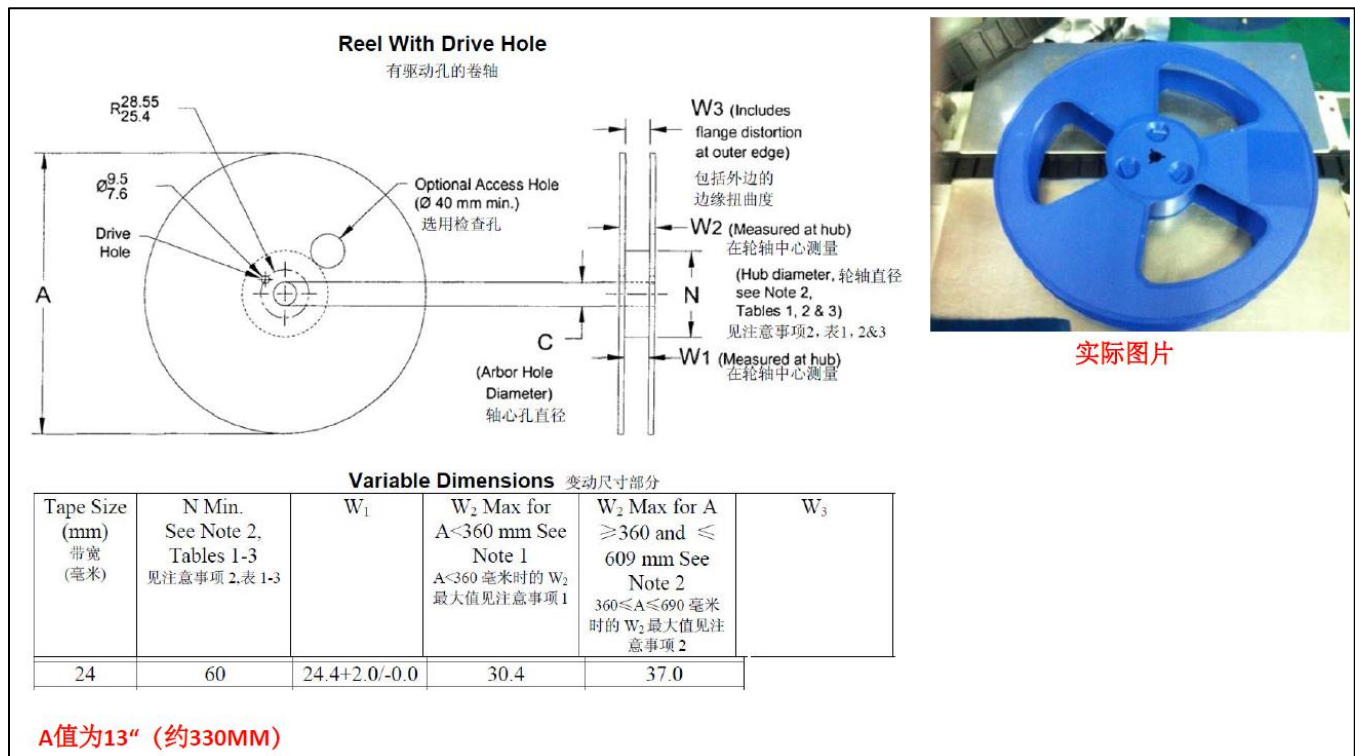 Reel With Drive Hole
有驱动孔的卷轴
R28.55
25.4
Ø9.5
7.6
Drive
Hole
Optional Access Hole
(Ø 40 mm min.)
选用检查孔
A
C
(Arbor Hole
Diameter)
轴心孔直径
W3 (Includes
flange distortion
at outer edge)
包括外边的
边缘扭曲度
W2 (Measured at hub)
在轮轴中心测量
N
(Hub diameter, 轮轴直径
see Note 2,
Tables 1, 2 & 3)
见注意事项2, 表1, 2&3
W1 (Measured at hub)
在轮轴中心测量
实际图片
Variable Dimensions 变动尺寸部分
Tape Size
(mm)
带宽
(毫米)
N Min.
See Note 2,
Tables 1-3
见注意事项 2,表 1-3
W1
W2 Max for
A<360 mm See
Note 1
A<360 毫米时的 W2
最大值见注意事项 1
W2 Max for A
≥360 and ≤
609 mm See
Note 2
360≤A≤690 毫米
时的 W2 最大值见注
意事项 2
W3
24
60
24.4+2.0/-0.0
30.4
37.0
A值为13“（约330MM）